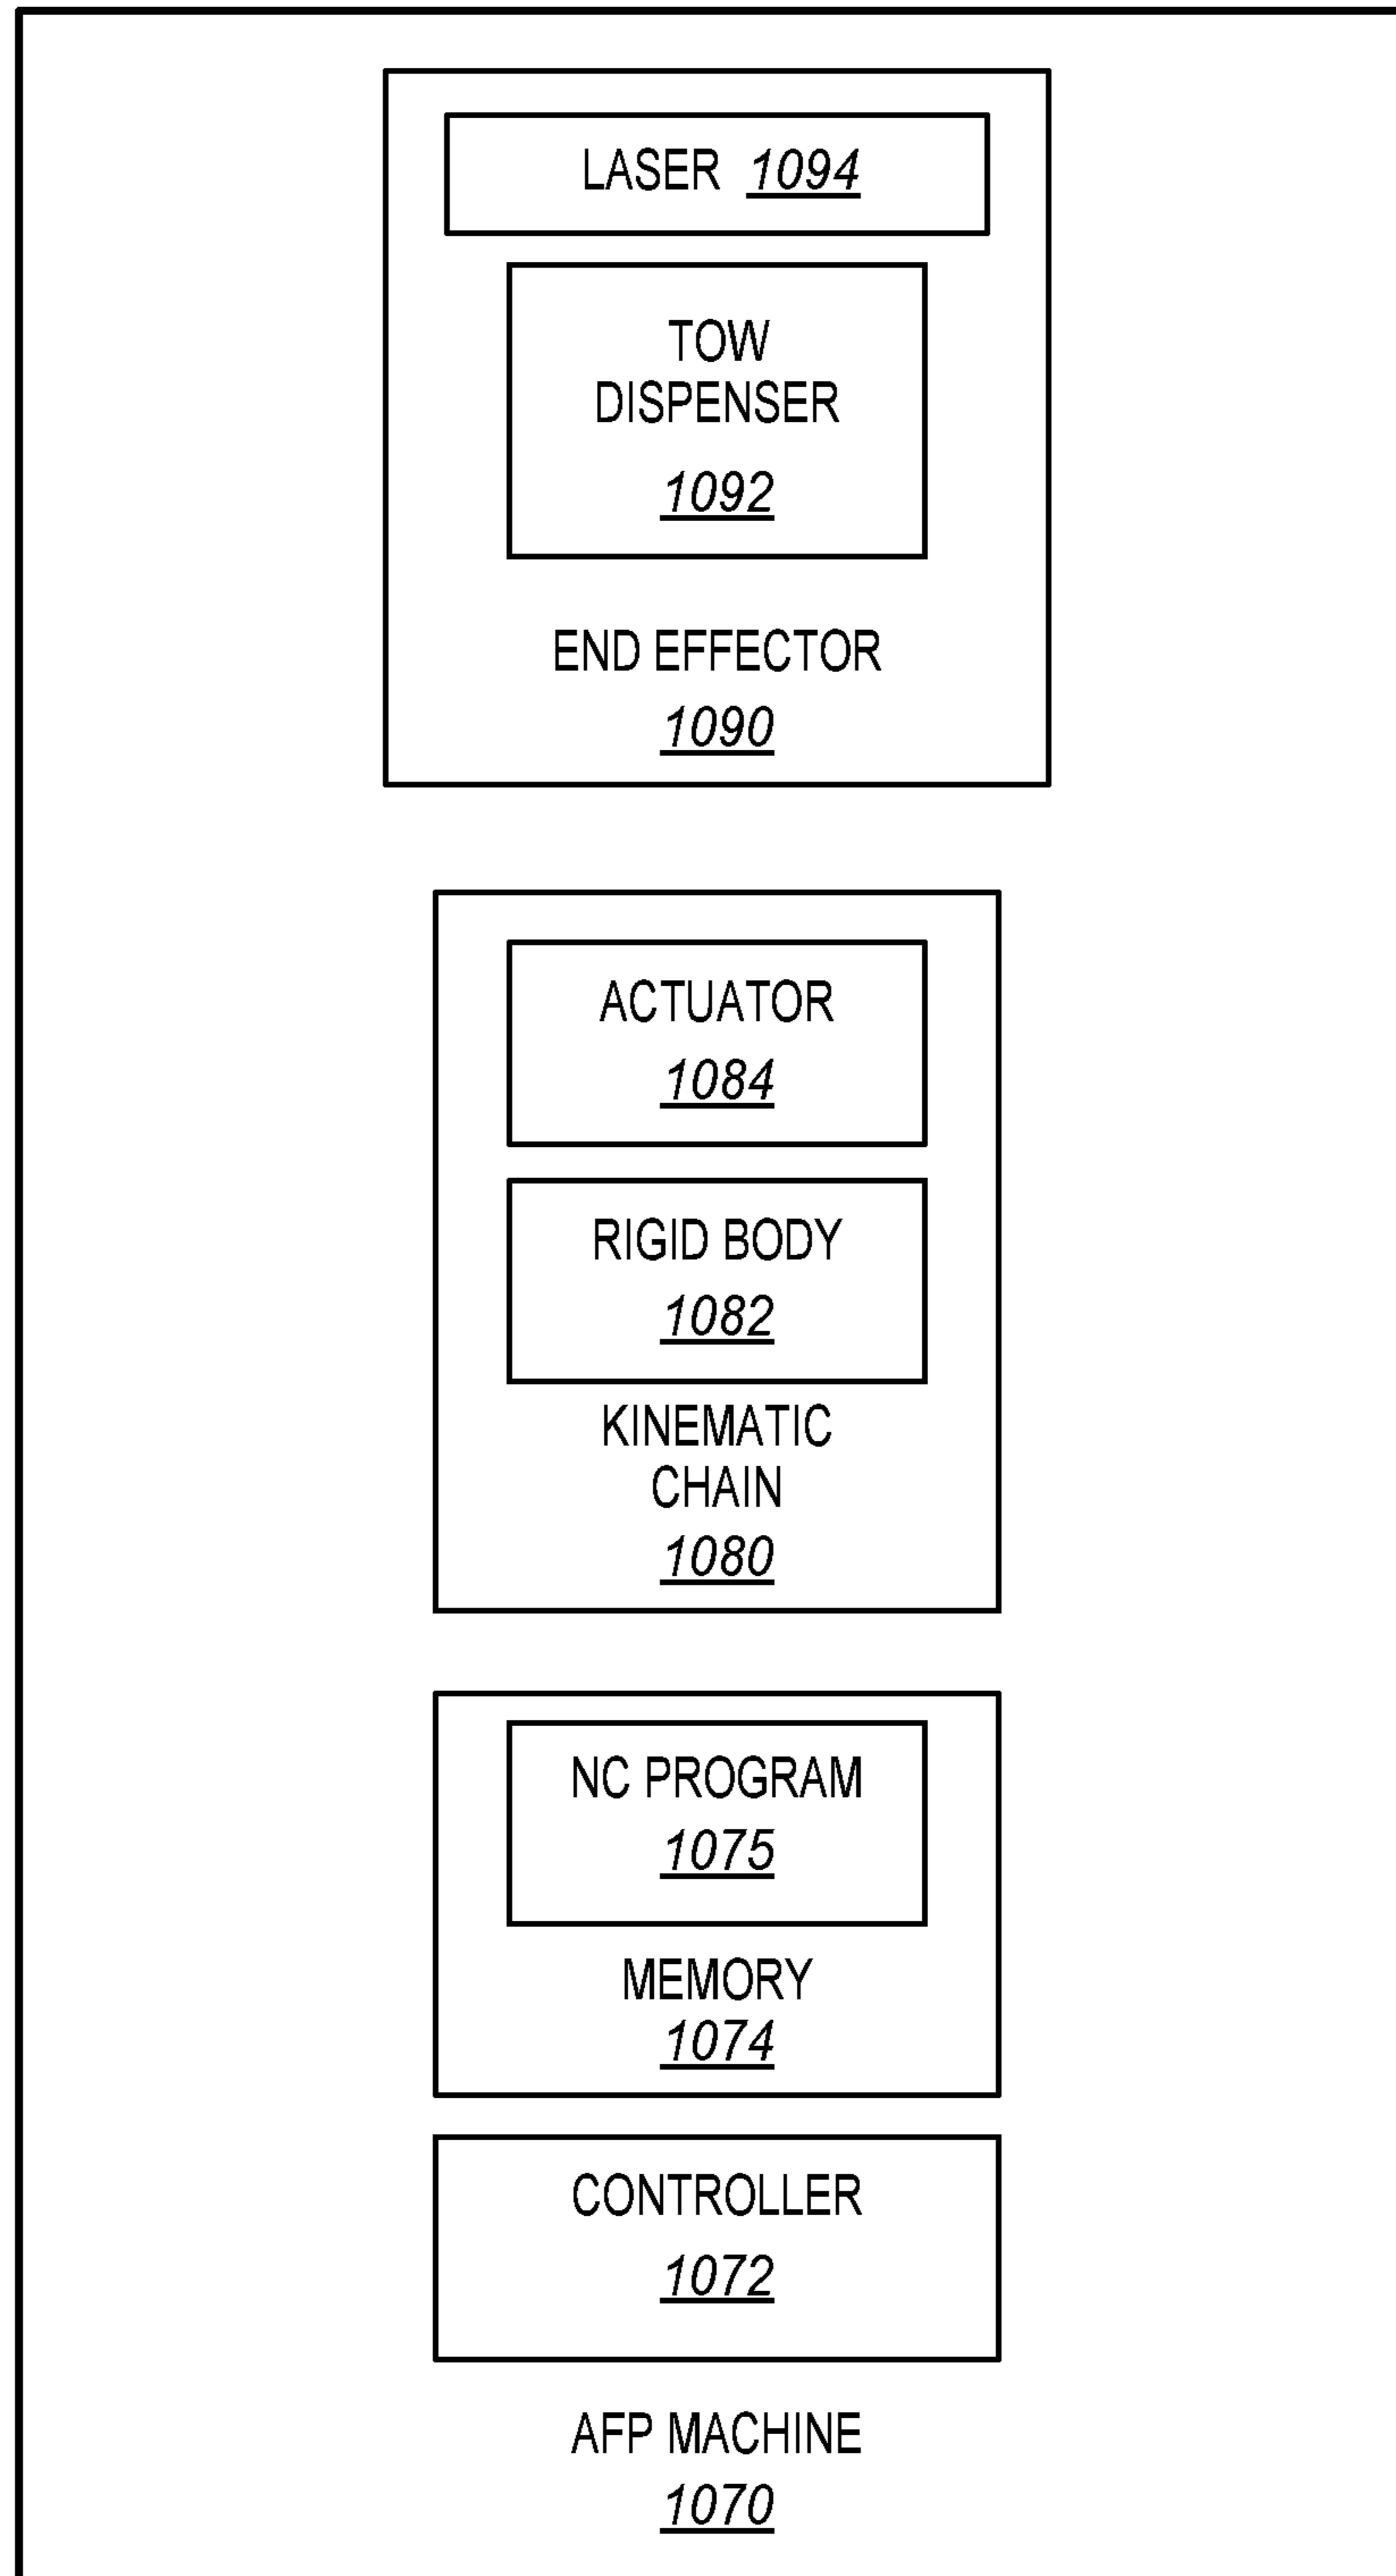 LASER 1094
TOW
DISPENSER
1092
END EFFECTOR
1090
ACTUATOR
1084
RIGID BODY
1082
KINEMATIC
CHAIN
1080
NC PROGRAM
1075
MEMORY
1074
CONTROLLER
1072
AFP MACHINE
1070